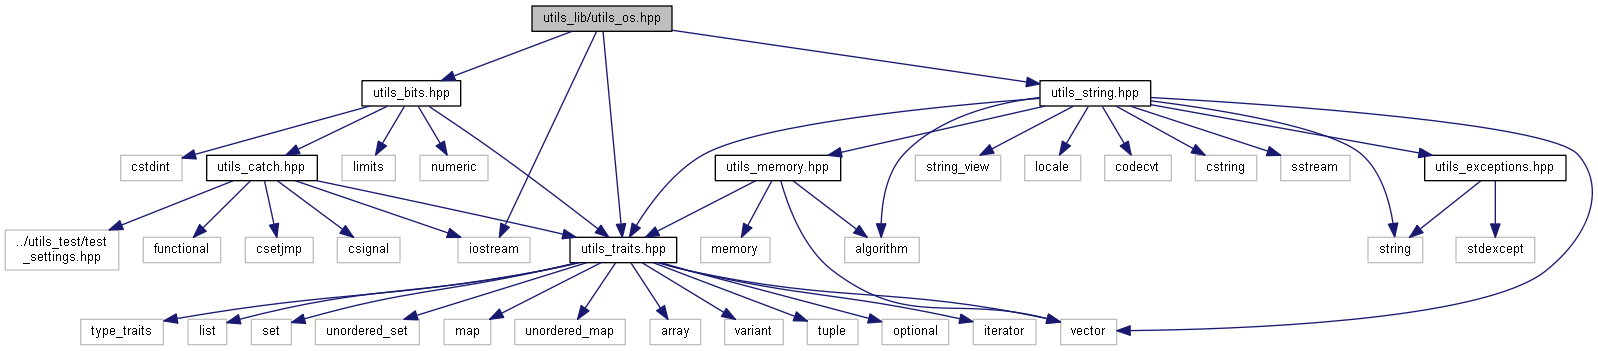 utils_lib/utils_os.hpp
utils_bits.hpp
utils_string.hpp
cstdint
utils_catch.hpp
limits
numeric
utils_memory.hpp
string_view
locale
codecvt
cstring
sstream
utils_exceptions.hpp
../utils_test/test
_settings.hpp
functional
csetjmp
csignal
iostream
utils_traits.hpp
memory
algorithm
string
stdexcept
type_traits
list
set
unordered_set
map
unordered_map
array
variant
tuple
optional
iterator
vector